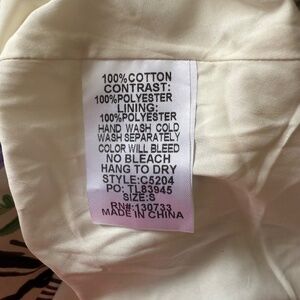 100%COTTON
CONTRAST:
100%POLYESTER
LINING:
100%POLYESTER
HAND WASH COLD
WASH SEPARATELY
COLOR WILL BLEED
NO BLEACH
HANG TO DRY
STYLE:C5204
PO: TL83945
SIZE:S
RN#:130733
MADE IN CHINA